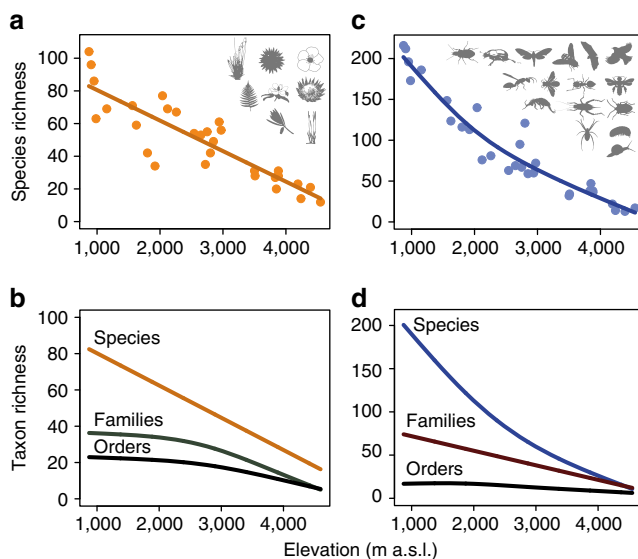 a
Species richness
100
80
60
40
20
0
1,000 2,000 3,000 4,000
c
200
150
100
50
0
1,000 2,000 3,000 4,000
b
Taxon richness
100
80
60
40
20
0
Species
Families
Orders
1,000 2,000 3,000 4,000
d
200
150
100
50
0
Species
Families
Orders
1,000 2,000 3,000 4,000
Elevation (m a.s.l.)